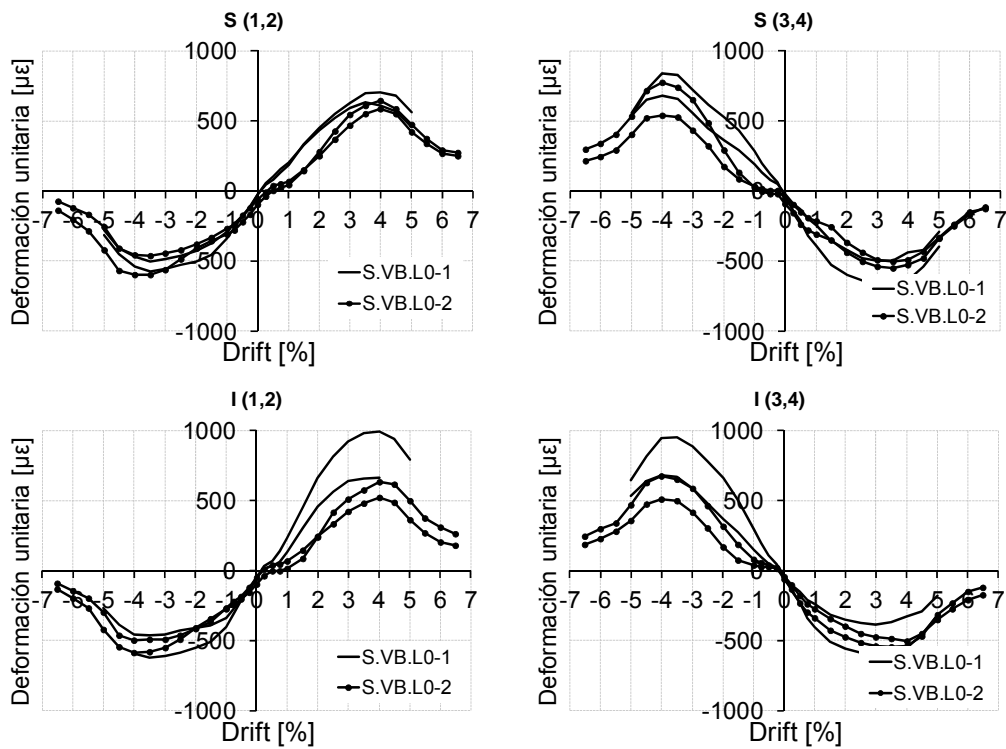 S (1,2)
Deformación unitaria [με]
1000
500
0
-500
-1000
-7 -6 -5 -4 -3 -2 -1 0 1 2 3 4 5 6 7
S.VB.L0-1
S.VB.L0-2
Drift [%]
S (3,4)
Deformación unitaria [με]
1000
500
0
-500
-1000
-7 -6 -5 -4 -3 -2 -1 0 1 2 3 4 5 6 7
S.VB.L0-1
S.VB.L0-2
Drift [%]
I (1,2)
Deformación unitaria [με]
1000
500
0
-500
-1000
-7 -6 -5 -4 -3 -2 -1 0 1 2 3 4 5 6 7
S.VB.L0-1
S.VB.L0-2
Drift [%]
I (3,4)
Deformación unitaria [με]
1000
500
0
-500
-1000
-7 -6 -5 -4 -3 -2 -1 0 1 2 3 4 5 6 7
S.VB.L0-1
S.VB.L0-2
Drift [%]